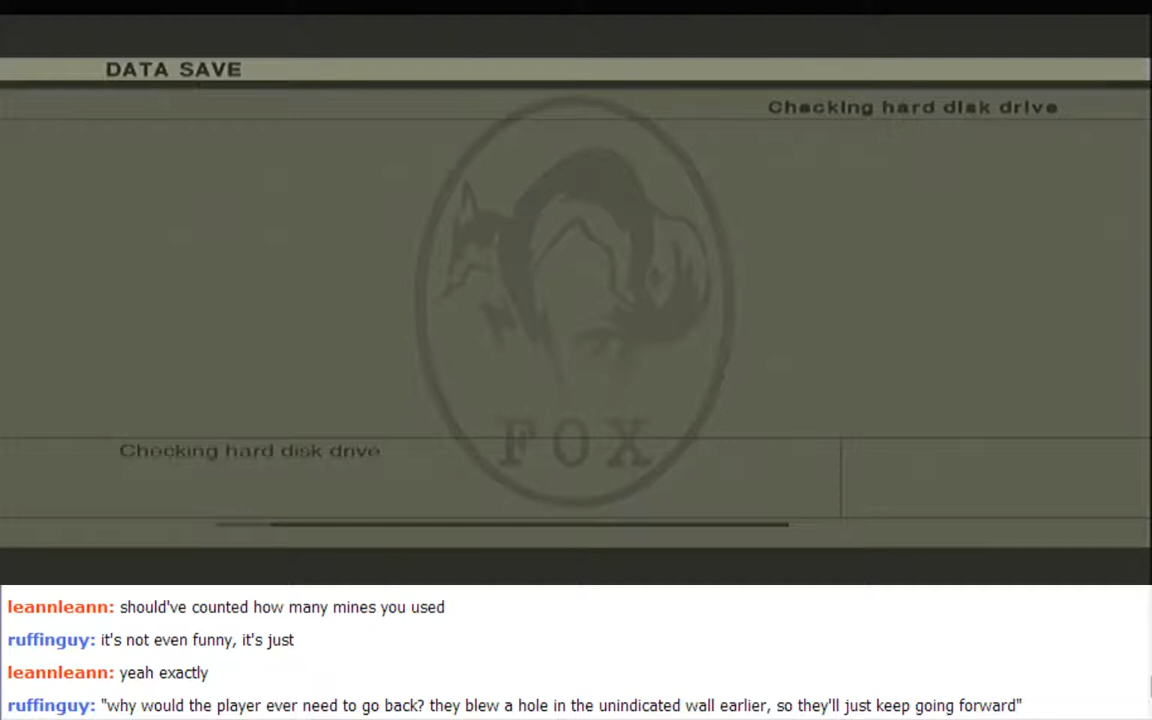 DATA SAVE
Checking hard disk drive
FOX
Checking hard disk drive
leannleann: should've counted how many mines you used
ruffinguy: it's not even funny, it's just
leannleann: yeah exactly
ruffinguy: "why would the player ever need to go back? they blew a hole in the unindicated wall earlier, so they'll just keep going forward"